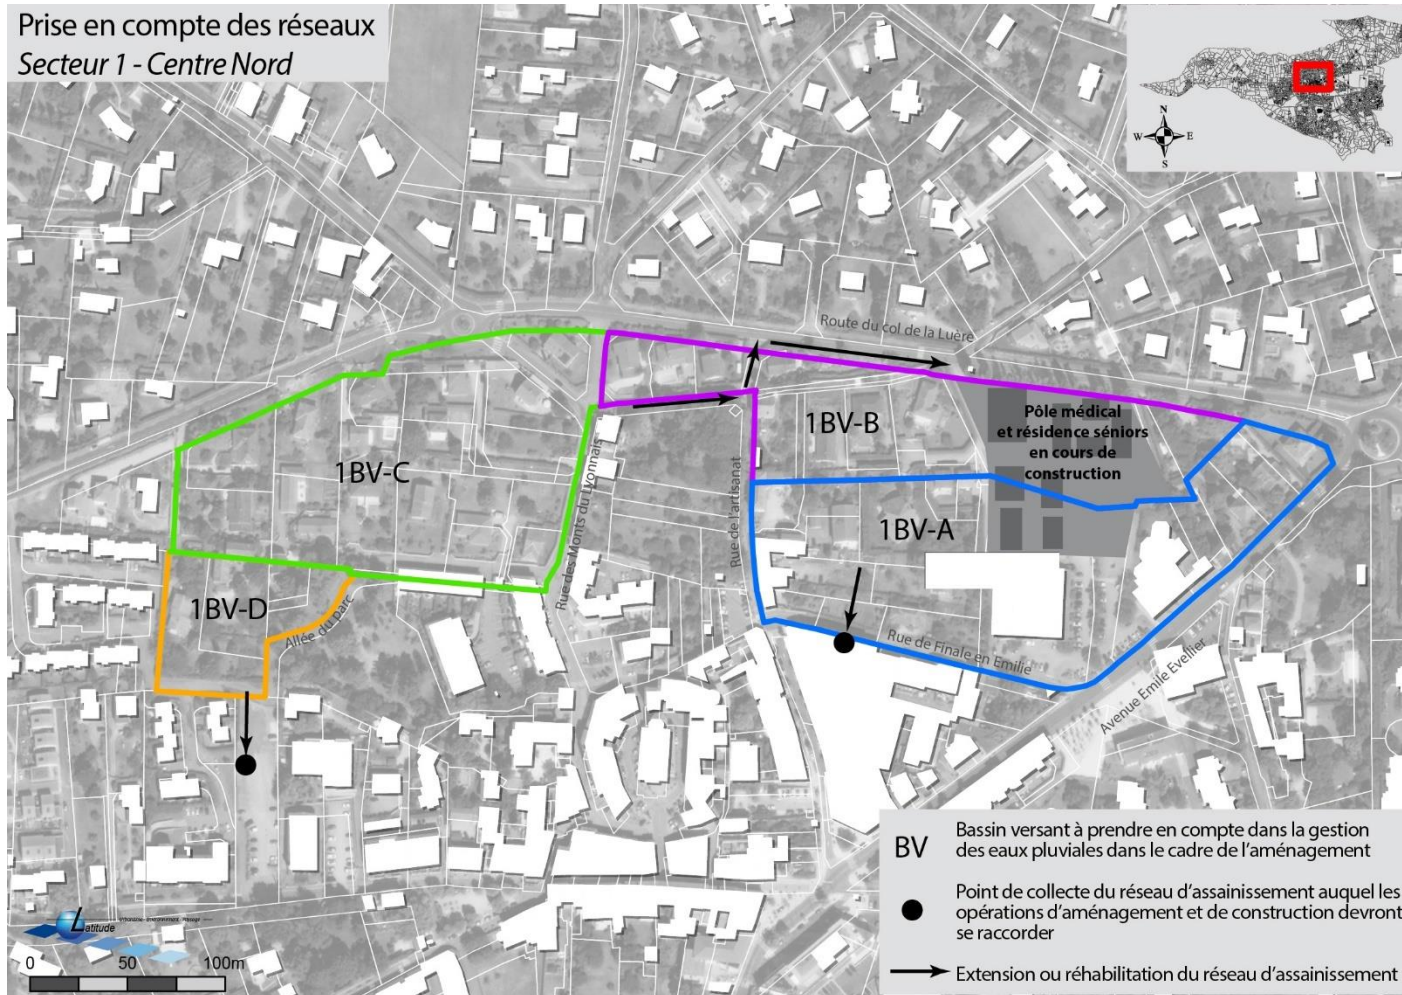 Prise en compte des réseaux
Secteur 1 - Centre Nord
N
W
E
S
Route du col de la Luère
1BV-B
Pôle médical
et résidence séniors
en cours de
construction
1BV-C
Rue des Monts du Lyonnais
Rue de l'artisanat
1BV-A
1BV-D
Allée du parc
Rue de Finale en Emilie
Avenue Emile Evellier
BV
Bassin versant à prendre en compte dans la gestion
des eaux pluviales dans le cadre de l'aménagement
Point de collecte du réseau d'assainissement auquel les
opérations d'aménagement et de construction devront
se raccorder
Extension ou réhabilitation du réseau d'assainissement
Latitude
0 50 100m